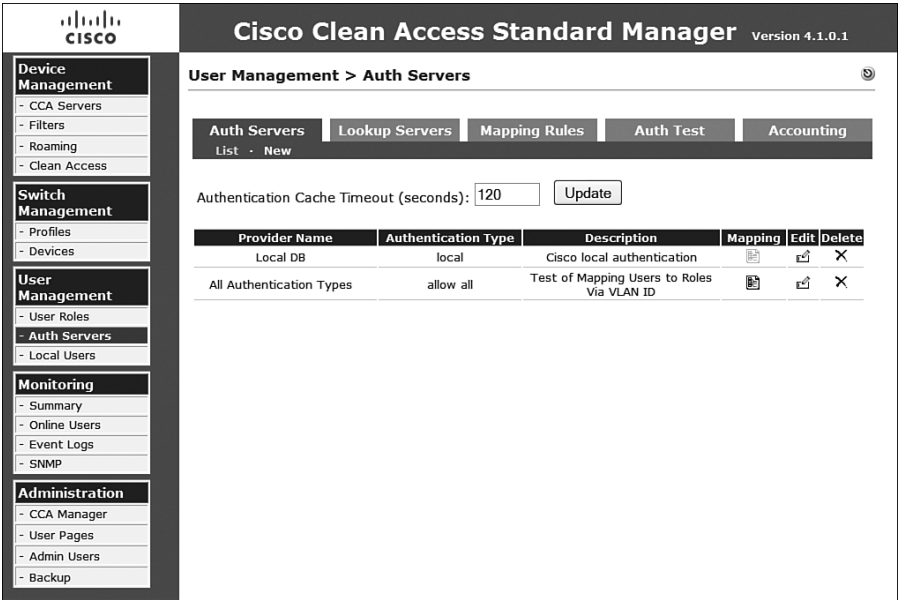 CISCO
Cisco Clean Access Standard Manager Version 4.1.0.1
Device
Management
- CCA Servers
- Filters
- Roaming
- Clean Access
Switch
Management
- Profiles
- Devices
User
Management
- User Roles
- Auth Servers
- Local Users
Monitoring
- Summary
- Online Users
- Event Logs
- SNMP
Administration
- CCA Manager
- User Pages
- Admin Users
- Backup
User Management > Auth Servers
Auth Servers Lookup Servers Mapping Rules Auth Test Accounting
List · New
Authentication Cache Timeout (seconds): 120 Update
Provider Name Authentication Type Description Mapping Edit Delete
Local DB local Cisco local authentication
All Authentication Types allow all Test of Mapping Users to Roles
Via VLAN ID